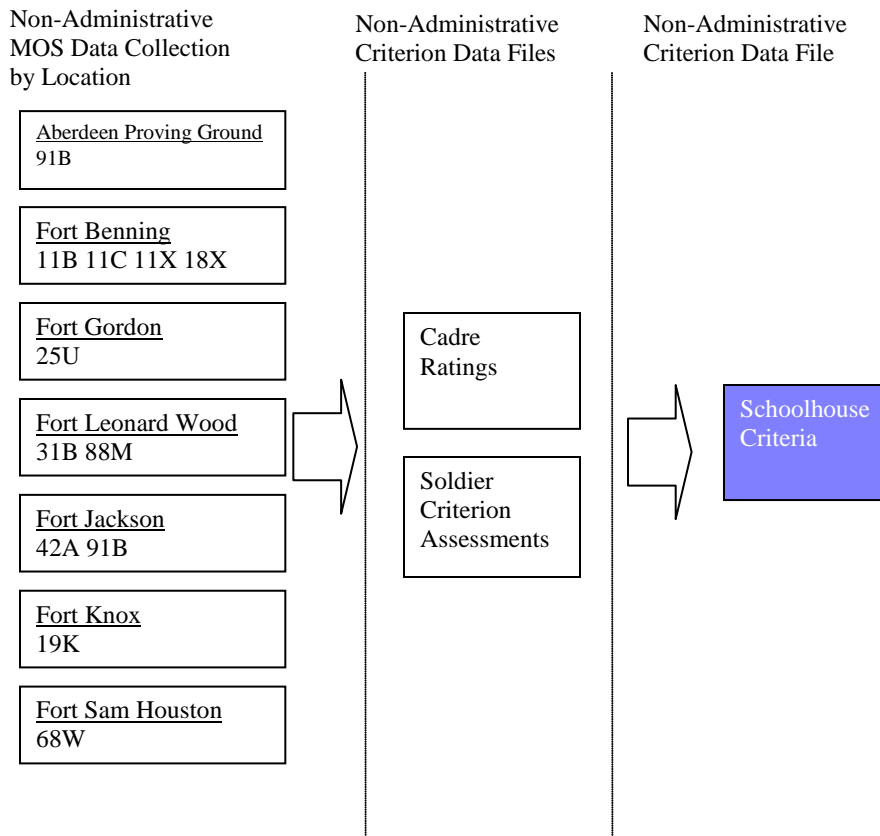 Non-Administrative
MOS Data Collection
by Location
Non-Administrative
Criterion Data Files
Non-Administrative
Criterion Data File
Aberdeen Proving Ground
91B
Fort Benning
11B 11C 11X 18X
Fort Gordon
25U
Fort Leonard Wood
31B 88M
Fort Jackson
42A 91B
Fort Knox
19K
Fort Sam Houston
68W
Cadre
Ratings
Soldier
Criterion
Assessments
Schoolhouse
Criteria